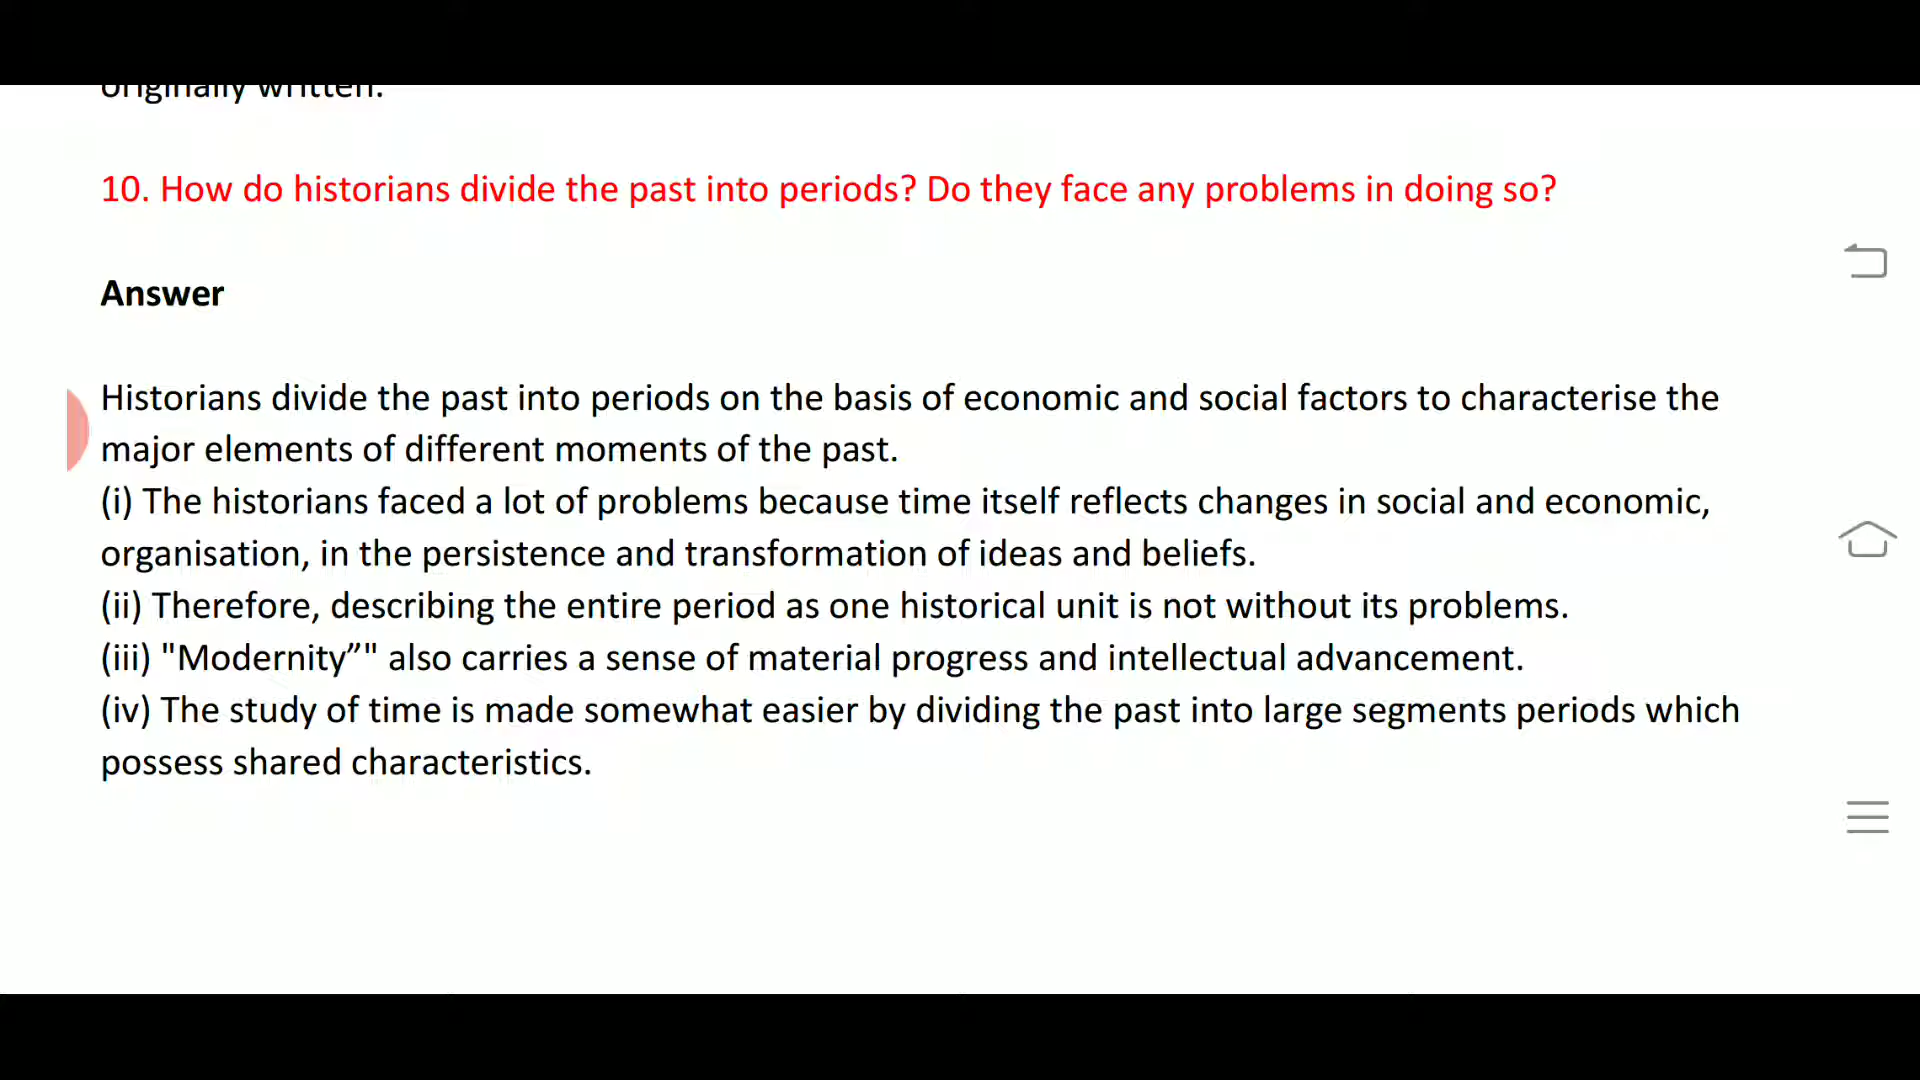 originally written.
10. How do historians divide the past into periods? Do they face any problems in doing so?
Answer
Historians divide the past into periods on the basis of economic and social factors to characterise the
major elements of different moments of the past.
(i) The historians faced a lot of problems because time itself reflects changes in social and economic,
organisation, in the persistence and transformation of ideas and beliefs.
(ii) Therefore, describing the entire period as one historical unit is not without its problems.
(iii) "Modernity”" also carries a sense of material progress and intellectual advancement.
(iv) The study of time is made somewhat easier by dividing the past into large segments periods which
possess shared characteristics.